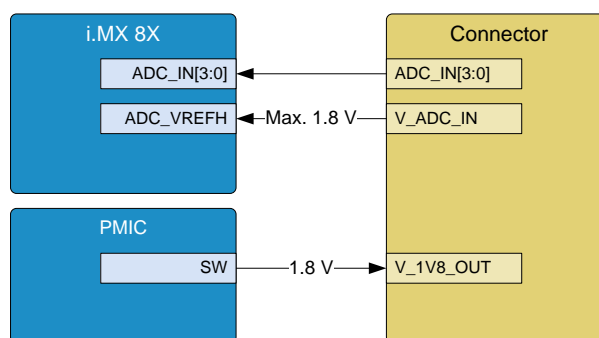 i.MX 8X
Connector
ADC_IN[3:0]
ADC_IN[3:0]
ADC_VREFH
Max. 1.8 V
V_ADC_IN
PMIC
SW
1.8 V
V_1V8_OUT